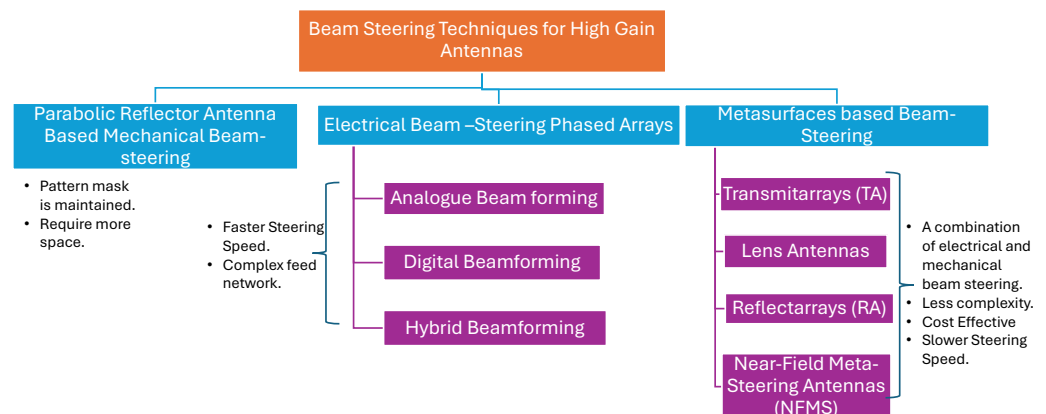 Beam Steering Techniques for High Gain
Antennas
Parabolic Reflector Antenna
Based Mechanical Beam-
steering
• Pattern mask
is maintained.
• Require more
space.
Electrical Beam –Steering Phased Arrays
• Faster Steering
Speed.
• Complex feed
network.
Analogue Beam forming
Digital Beamforming
Hybrid Beamforming
Metasurfaces based Beam-
Steering
Transmitarrays (TA)
Lens Antennas
Reflectarrays (RA)
Near-Field Meta-
Steering Antennas
(NFMS)
• A combination
of electrical and
mechanical
beam steering.
• Less complexity.
• Cost Effective
• Slower Steering
Speed.